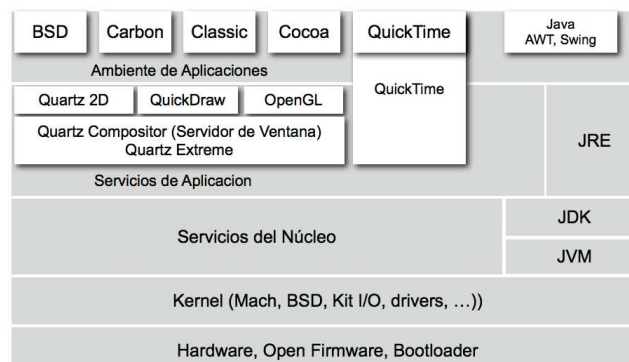 BSD
Carbon
Classic
Cocoa
QuickTime
Java
AWT, Swing
Ambiente de Aplicaciones
QuickTime
Quartz 2D
QuickDraw
OpenGL
Quartz Compositor (Servidor de Ventana)
Quartz Extreme
JRE
Servicios de Aplicacion
Servicios del Núcleo
JDK
JVM
Kernel (Mach, BSD, Kit I/O, drivers, …))
Hardware, Open Firmware, Bootloader